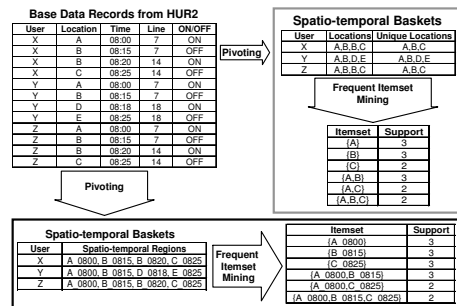 Base Data Records from HUR2
User Location Time Line ON/OFF
X A 08:00 7 ON
X B 08:15 7 OFF
X B 08:20 14 ON
X C 08:25 14 OFF
Y A 08:00 7 ON
Y B 08:15 7 OFF
Y D 08:18 18 ON
Y E 08:25 18 OFF
Z A 08:00 7 ON
Z B 08:15 7 OFF
Z B 08:20 14 ON
Z C 08:25 14 OFF
Pivoting
Spatio-temporal Baskets
User Locations Unique Locations
X A,B,B,C A,B,C
Y A,B,D,E A,B,D,E
Z A,B,B,C A,B,C
Frequent Itemset
Mining
Itemset Support
{A} 3
{B} 3
{C} 2
{A,B} 3
{A,C} 2
{A,B,C} 2
Pivoting
Spatio-temporal Baskets
User Spatio-temporal Regions
X A_0800, B_0815, B_0820, C_0825
Y A_0800, B_0815, D_0818, E_0825
Z A_0800, B_0815, B_0820, C_0825
Frequent
Itemset
Mining
Itemset Support
{A_0800} 3
{B_0815} 3
{C_0825} 3
{A_0800,B_0815} 3
{A_0800,C_0825} 2
{A_0800,B_0815,C_0825} 2